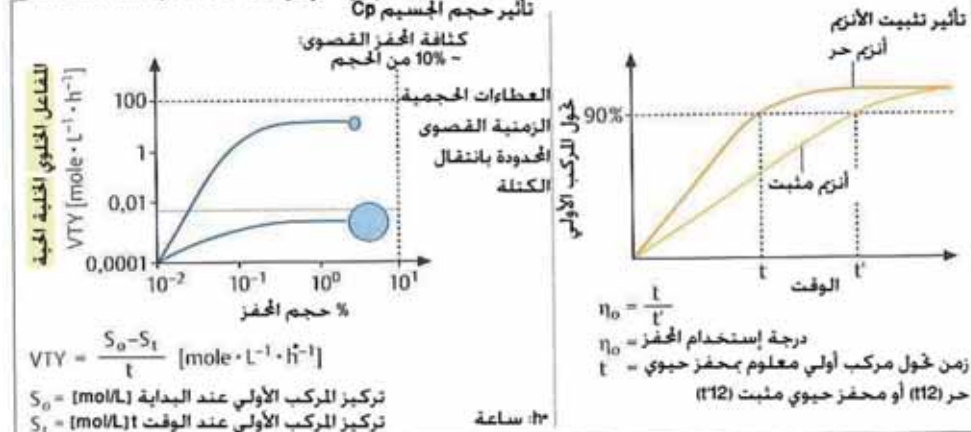 تأثير حجم الجسيم Cp
كثافة المحفز القصوى:
~ 10% من الحجم
المفاعل الخلوي الخلية الحية
VTY [mole · L⁻¹ · h⁻¹]
100
1
0,01
0,0001
10⁻²
10⁻¹
10⁰
10¹
% حجم المحفز
العطاءات الحجمية
الزمنية القصوى
المحدودة بانتقال
الكتلة
VTY = (S₀–Sₜ)/t [mole · L⁻¹ · h⁻¹]
S₀ = تركيز المركب الأولي عند البداية [mol/L]
Sₜ = تركيز المركب الأولي عند الوقت t [mol/L]
h*: ساعة
تأثير تثبيت الأنزيم
أنزيم حر
تحول المركب الأولي
90%
أنزيم مثبت
t
t'
الوقت
η₀ = t/t'
η₀ = درجة إستخدام المحفز
t = زمن تحول مركب أولي معلوم بمحفز حيوي
حر (t12) أو محفز حيوي مثبت (t'12)